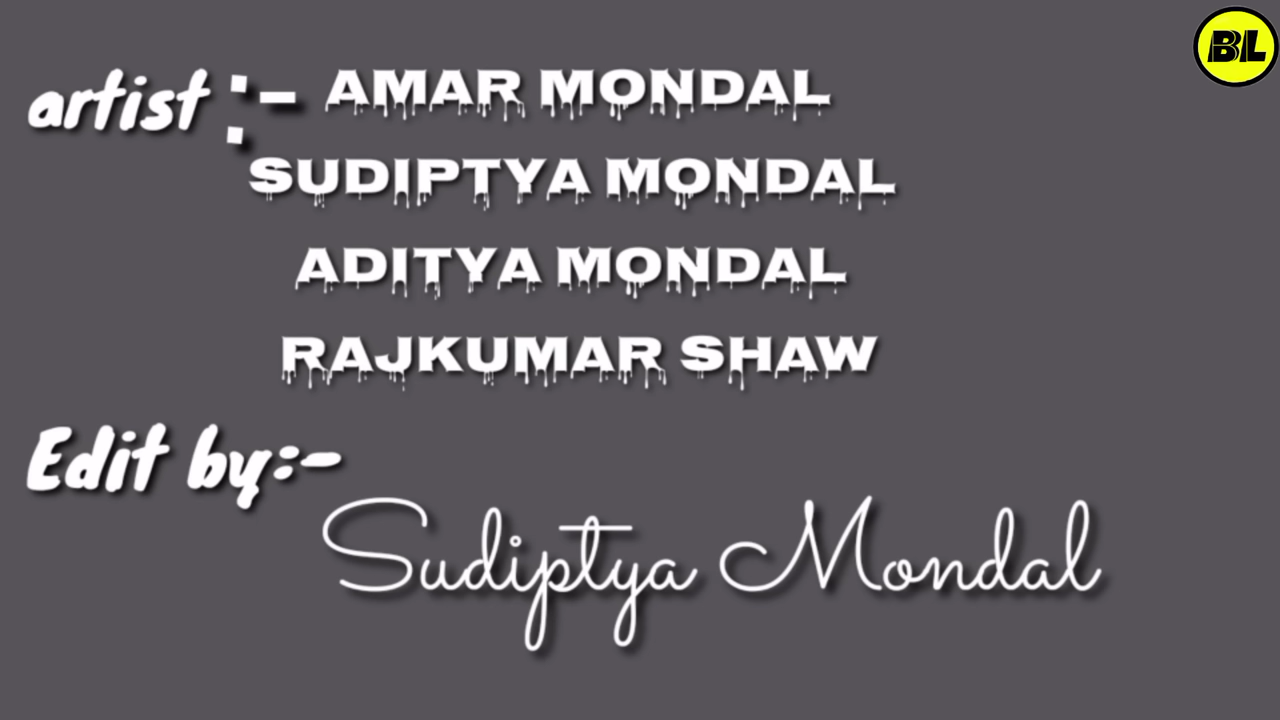 artist :- AMAR MONDAL
SUDIPTYA MONDAL
ADITYA MONDAL
RAJKUMAR SHAW
Edit by:-
Sudiptya Mondal
BL